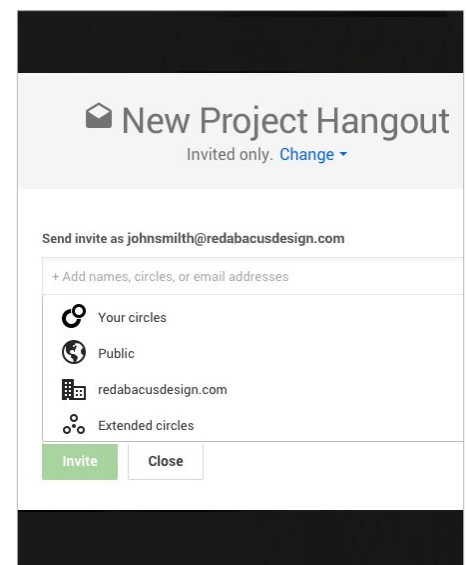 New Project Hangout
Invited only. Change
Send invite as johnsmilth@redabacusdesign.com
+ Add names, circles, or email addresses
Your circles
Public
redabacusdesign.com
Extended circles
Invite Close